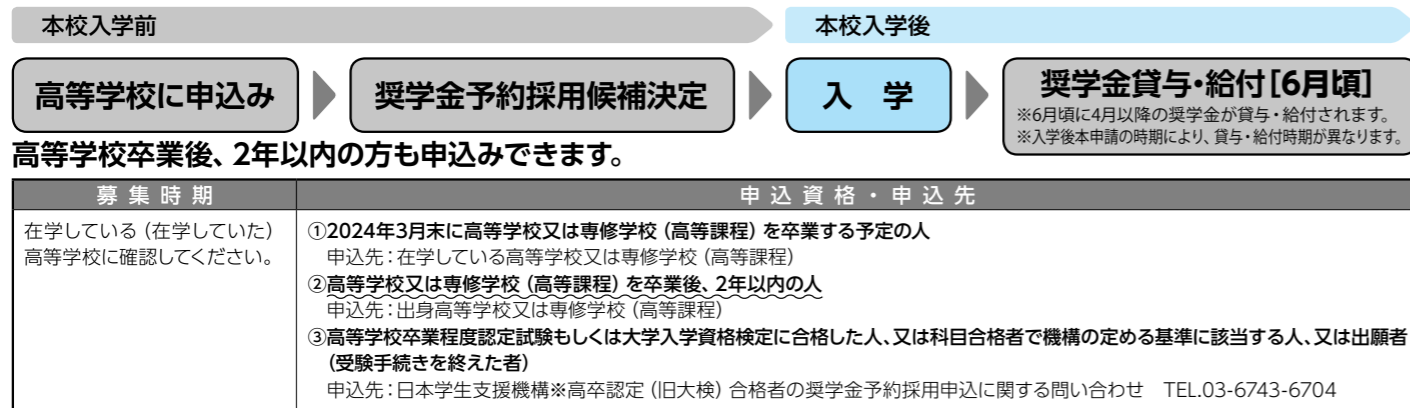 本校入学前
本校入学後
高等学校に申込み
奨学金予約採用候補決定
入 学
奨学金貸与・給付[6月頃]
※6月頃に4月以降の奨学金が貸与・給付されます。
※入学後本申請の時期により、貸与・給付時期が異なります。
高等学校卒業後、2年以内の方も申込みできます。
募集時期
申込資格・申込先
在学している（在学していた）
高等学校に確認してください。
①2024年3月末に高等学校又は専修学校（高等課程）を卒業する予定の人
申込先：在学している高等学校又は専修学校（高等課程）
②高等学校又は専修学校（高等課程）を卒業後、2年以内の人
申込先：出身高等学校又は専修学校（高等課程）
③高等学校卒業程度認定試験もしくは大学入学資格検定に合格した人、又は科目合格者で機構の定める基準に該当する人、又は出願者
（受験手続きを終えた者）
申込先：日本学生支援機構※高卒認定（旧大検）合格者の奨学金予約採用申込に関する問い合わせ TEL.03-6743-6704